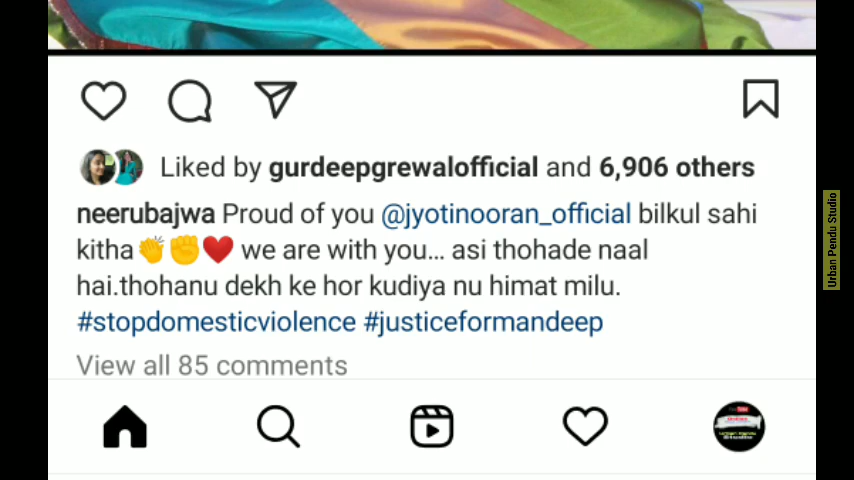 Liked by gurdeepgrewalofficial and 6,906 others
neerubajwa Proud of you @jyotinooran_official bilkul sahi
kitha👏✊❤️ we are with you... asi thohade naal
hai.thohanu dekh ke hor kudiya nu himat milu.
#stopdomesticviolence #justiceformandeep
View all 85 comments
Urban Pendu Studio